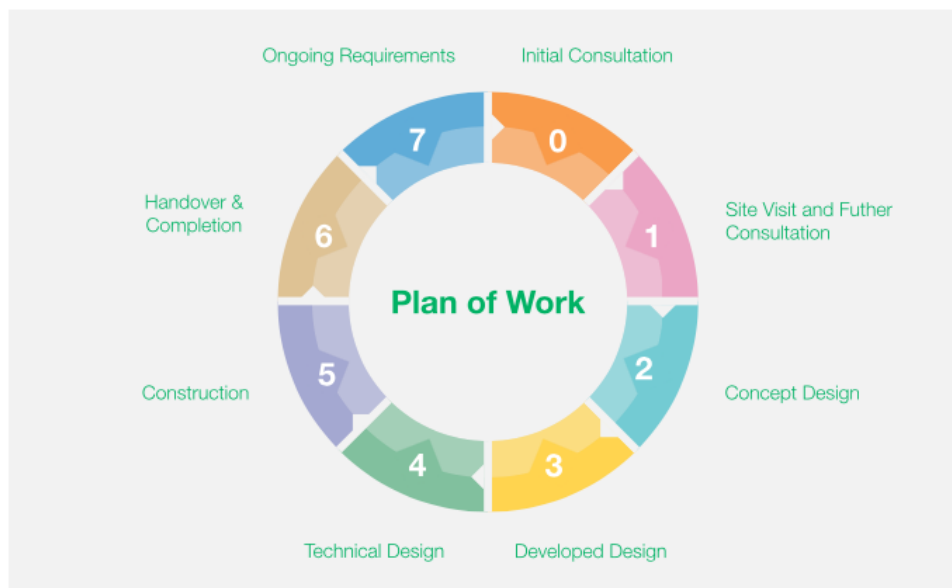 Ongoing Requirements
Initial Consultation
7
0
Handover &
Completion
6
1
Site Visit and Futher
Consultation
Plan of Work
Construction
5
2
Concept Design
4
3
Technical Design
Developed Design